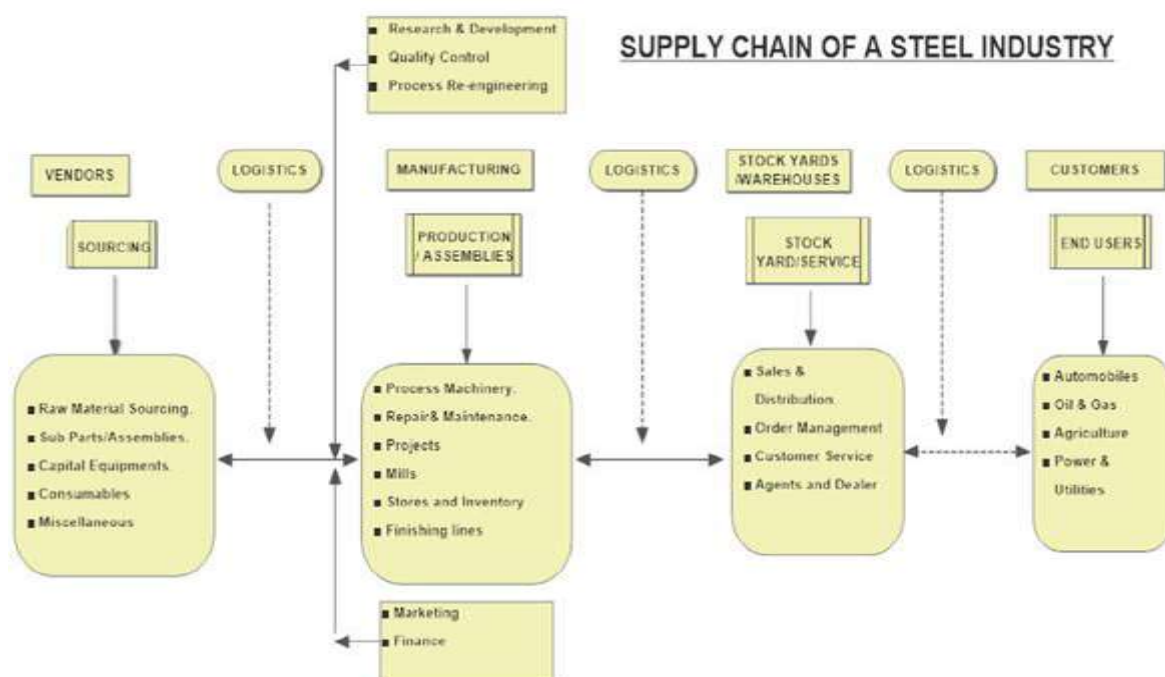 SUPPLY CHAIN OF A STEEL INDUSTRY
Research & Development
Quality Control
Process Re-engineering
VENDORS
LOGISTICS
MANUFACTURING
LOGISTICS
STOCK YARDS
/WAREHOUSES
LOGISTICS
CUSTOMERS
SOURCING
PRODUCTION
/ ASSEMBLIES
STOCK
YARD/SERVICE
END USERS
Raw Material Sourcing.
Sub Parts/Assemblies.
Capital Equipments.
Consumables
Miscellaneous
Process Machinery.
Repair& Maintenance.
Projects
Mills
Stores and Inventory
Finishing lines
Sales &
Distribution.
Order Management
Customer Service
Agents and Dealer
Automobiles
Oil & Gas
Agriculture
Power &
Utilities
Marketing
Finance